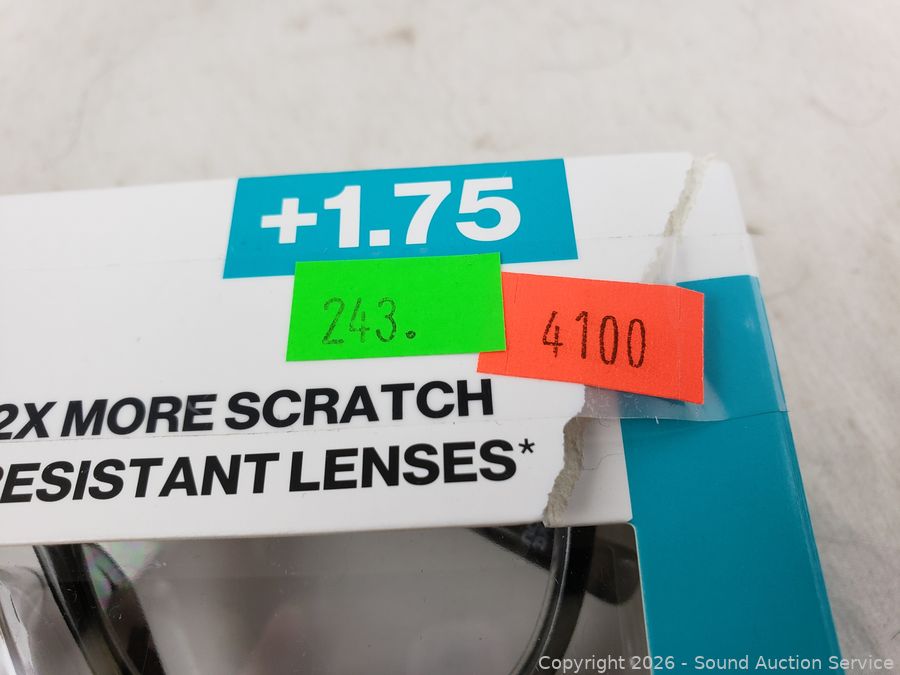 +1.75
243.
4100
2X MORE SCRATCH
RESISTANT LENSES*
Copyright 2026 - Sound Auction Service